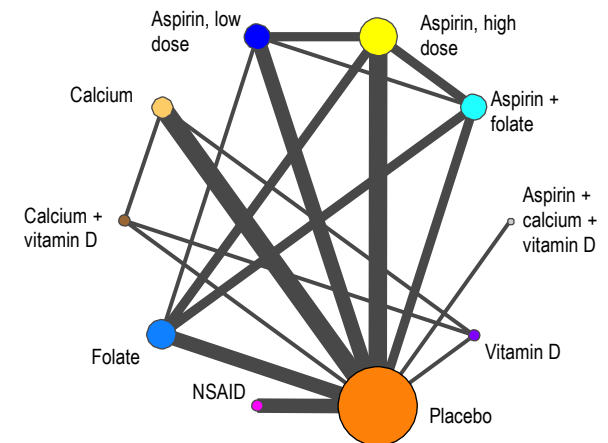 Aspirin, low
dose
Aspirin, high
dose
Calcium
Aspirin +
folate
Calcium +
vitamin D
Aspirin +
calcium +
vitamin D
Folate
Vitamin D
NSAID
Placebo